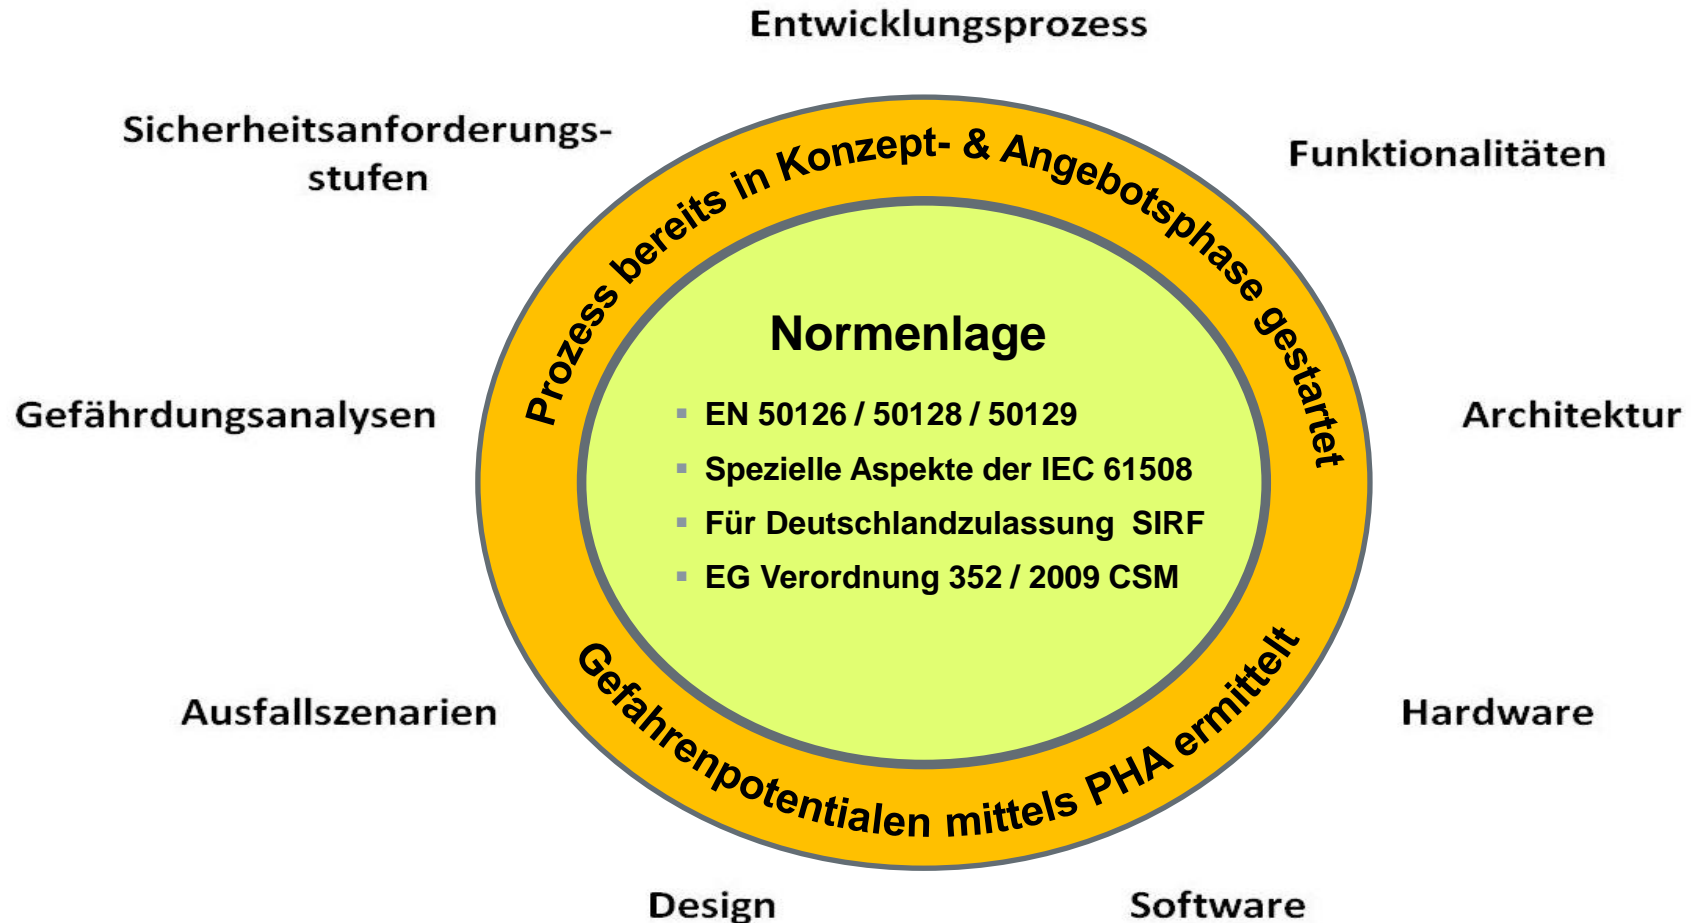 Entwicklungsprozess
Sicherheitsanforderungs-
stufen
Funktionalitäten
Prozess bereits in Konzept- & Angebotsphase gestartet
Normenlage
Gefährdungsanalysen
Architektur
▪ EN 50126 / 50128 / 50129
▪ Spezielle Aspekte der IEC 61508
▪ Für Deutschlandzulassung SIRF
▪ EG Verordnung 352 / 2009 CSM
Gefahrenpotentialen mittels PHA ermittelt
Ausfallszenarien
Hardware
Design
Software